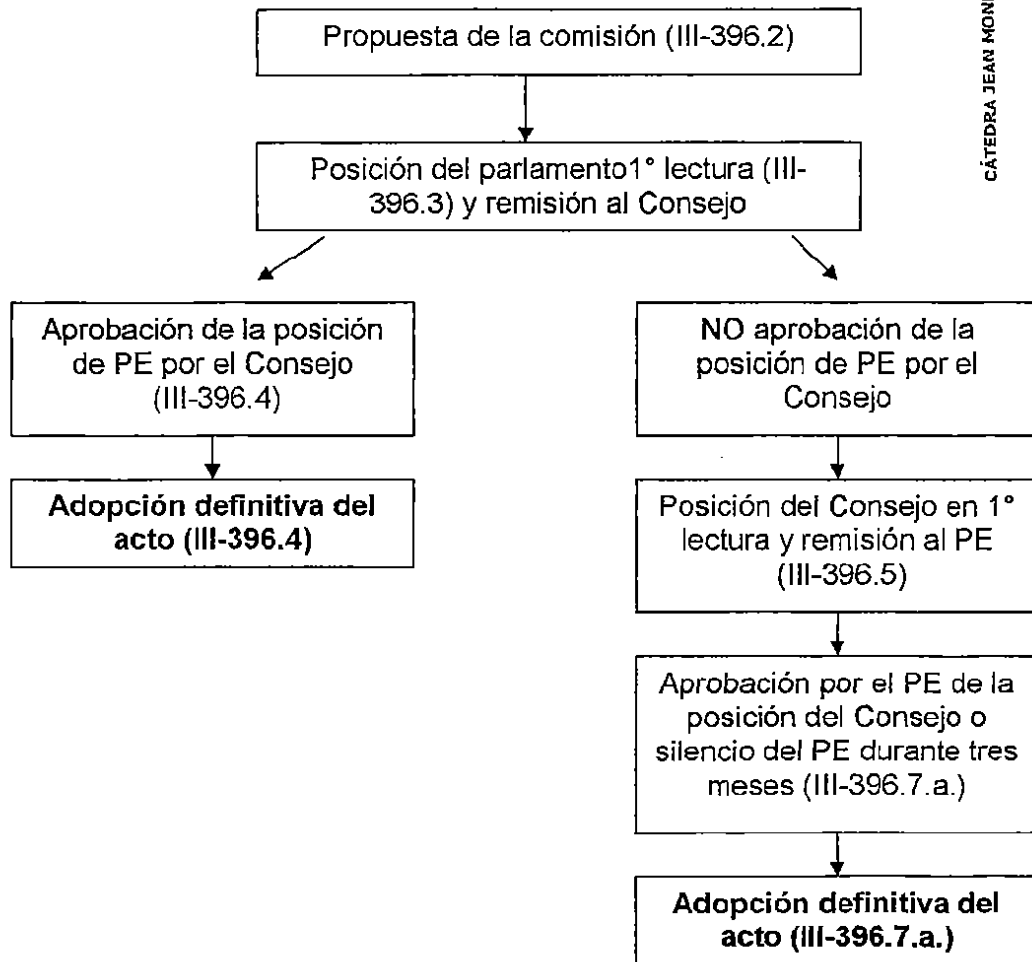 CÁTEDRA JEAN
Propuesta de la comisión (III-396.2)
Posición del parlamento1° lectura (III-
396.3) y remisión al Consejo
Aprobación de la posición
de PE por el Consejo
(III-396.4)
Adopción definitiva del
acto (III-396.4)
NO aprobación de la
posición de PE por el
Consejo
Posición del Consejo en 1°
lectura y remisión al PE
(III-396.5)
Aprobación por el PE de la
posición del Consejo o
silencio del PE durante tres
meses (III-396.7.a.)
Adopción definitiva del
acto (III-396.7.a.)